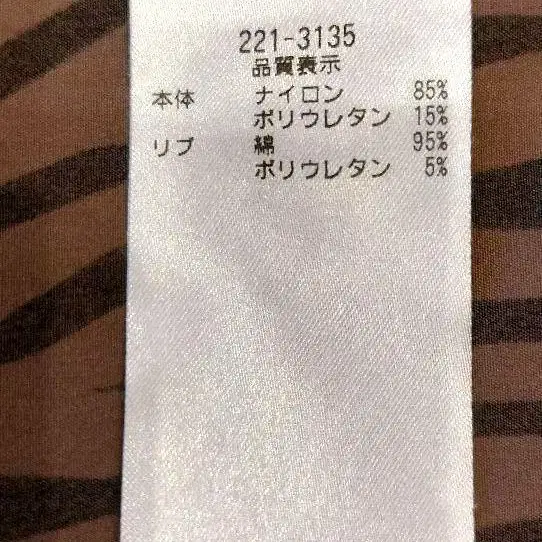 221-3135
品質表示
本体 ナイロン 85%
ポリウレタン 15%
リブ 綿 95%
ポリウレタン 5%